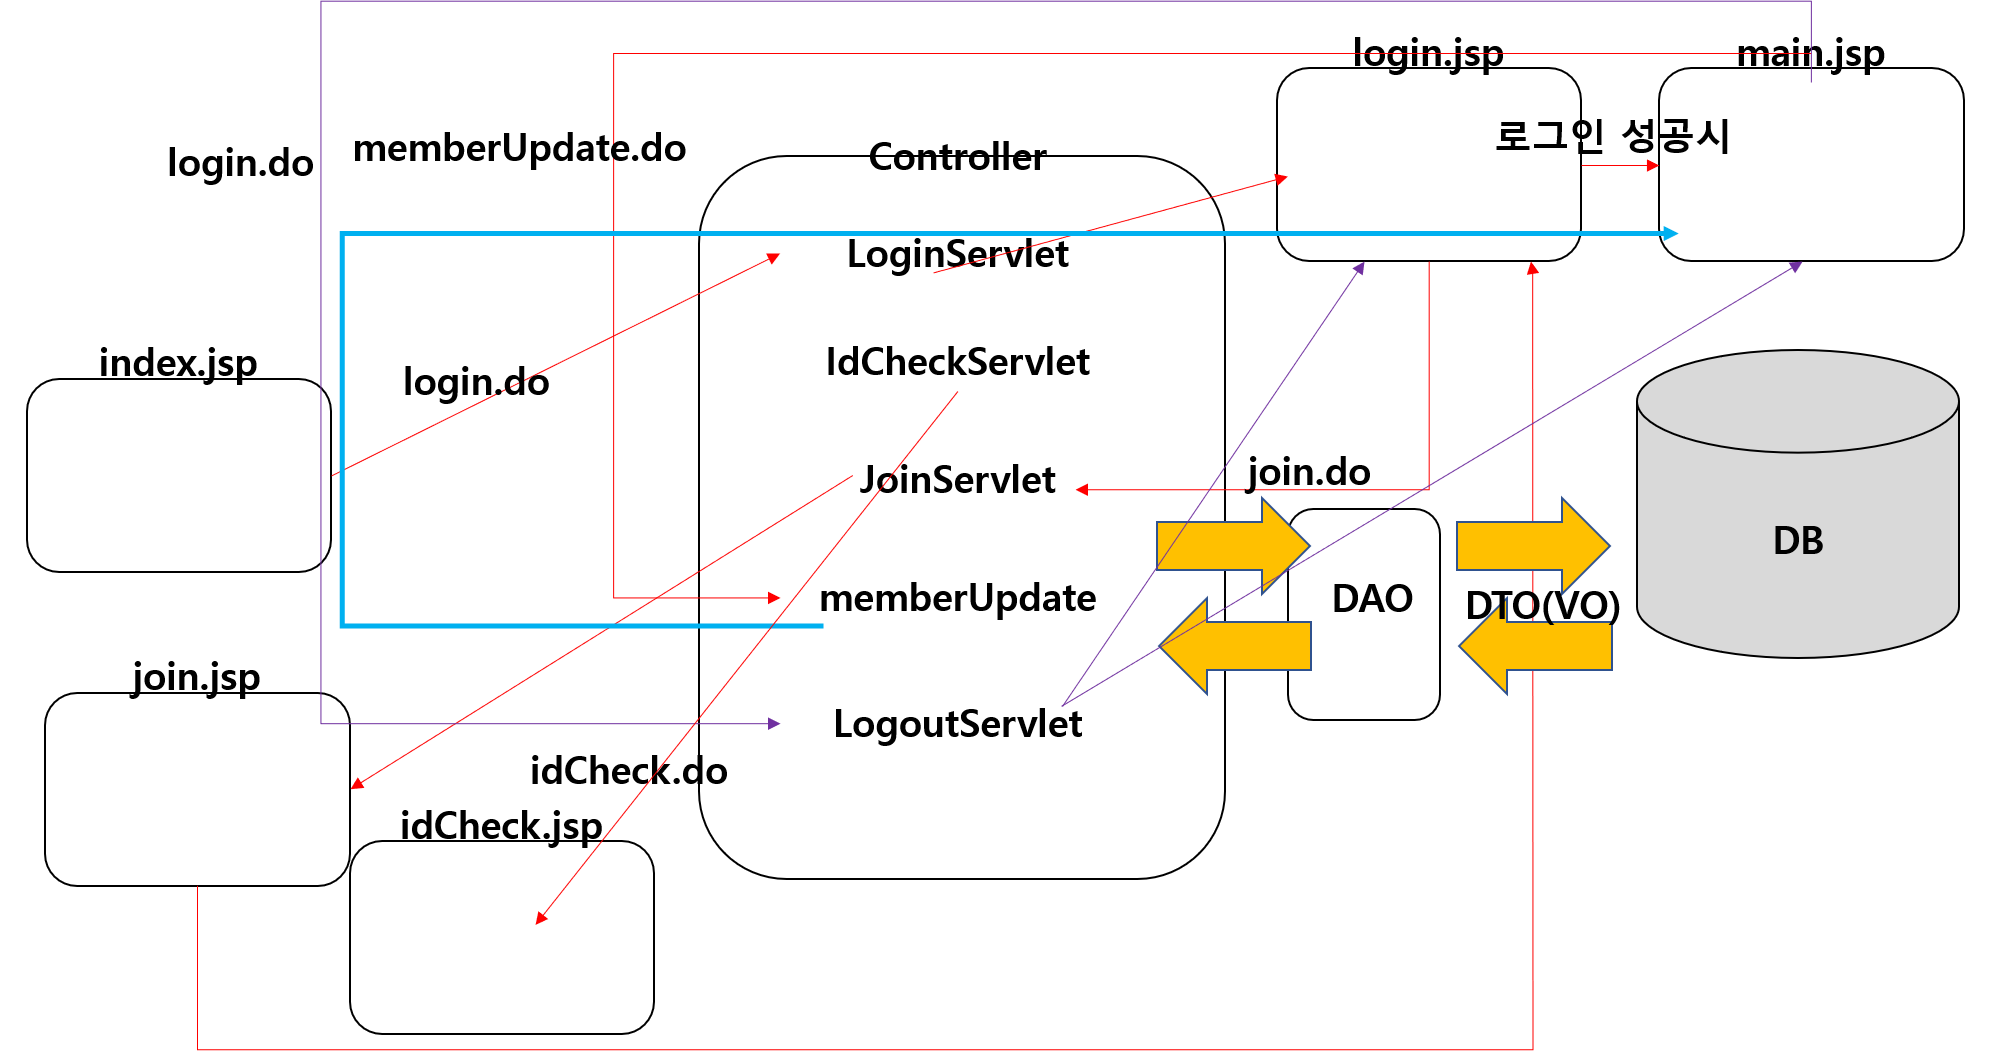 login.jsp
main.jsp
로그인 성공시
login.do
memberUpdate.do
Controller
LoginServlet
index.jsp
login.do
IdCheckServlet
JoinServlet
join.do
DB
memberUpdate
DAO
DTO(VO)
join.jsp
LogoutServlet
idCheck.do
idCheck.jsp